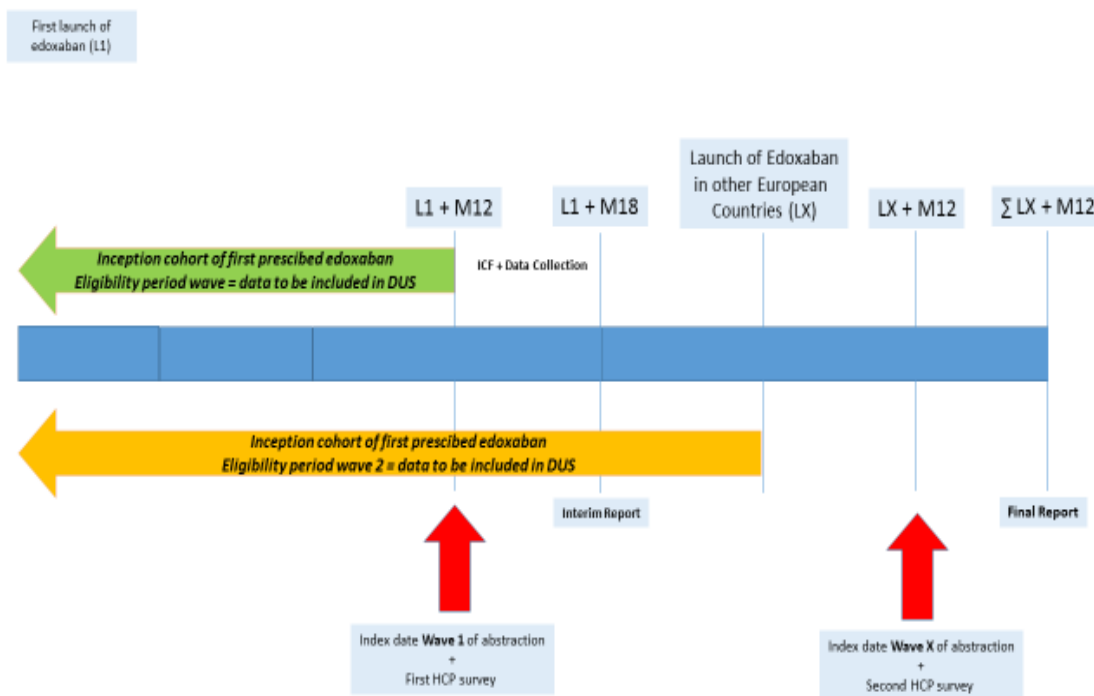 First launch of
edoxaban (L1)
Launch of Edoxaban
in other European
Countries (LX)
L1 + M12
L1 + M18
LX + M12
∑ LX + M12
Inception cohort of first prescibed edoxaban
Eligibility period wave = data to be included in DUS
ICF + Data Collection
Inception cohort of first prescibed edoxaban
Eligibility period wave 2 = data to be included in DUS
Interim Report
Final Report
Index date Wave 1 of abstraction
+
First HCP survey
Index date Wave X of abstraction
+
Second HCP survey